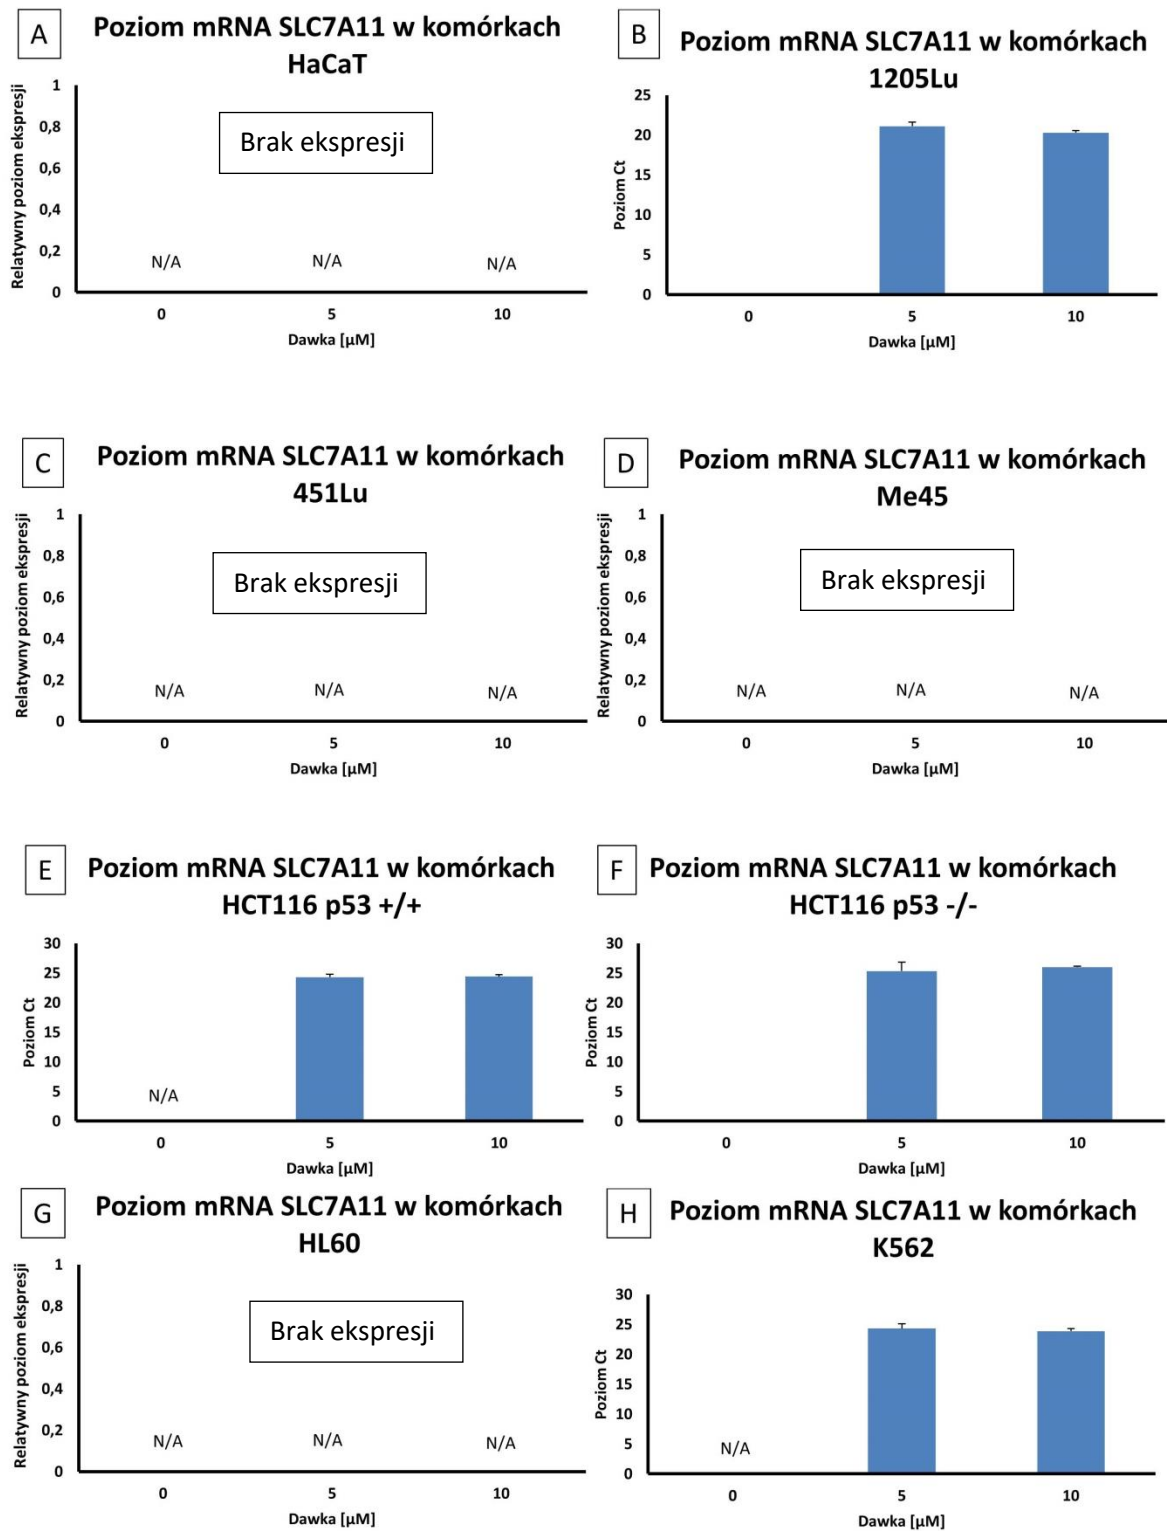 A
Poziom mRNA SLC7A11 w komórkach
HaCaT
Relatywny poziom ekspresji
1
0,8
0,6
0,4
0,2
0
Brak ekspresji
N/A N/A N/A
0 5 10
Dawka [µM]
B
Poziom mRNA SLC7A11 w komórkach
1205Lu
Poziom Ct
25
20
15
10
5
0
0 5 10
Dawka [µM]
C
Poziom mRNA SLC7A11 w komórkach
451Lu
Relatywny poziom ekspresji
1
0,8
0,6
0,4
0,2
0
Brak ekspresji
N/A N/A N/A
0 5 10
Dawka [µM]
D
Poziom mRNA SLC7A11 w komórkach
Me45
Relatywny poziom ekspresji
1
0,8
0,6
0,4
0,2
0
Brak ekspresji
N/A N/A N/A
0 5 10
Dawka [µM]
E
Poziom mRNA SLC7A11 w komórkach
HCT116 p53 +/+
Poziom Ct
30
25
20
15
10
5
0
N/A
0 5 10
Dawka [µM]
F
Poziom mRNA SLC7A11 w komórkach
HCT116 p53 -/-
Poziom Ct
30
25
20
15
10
5
0
0 5 10
Dawka [µM]
G
Poziom mRNA SLC7A11 w komórkach
HL60
Relatywny poziom ekspresji
1
0,8
0,6
0,4
0,2
0
Brak ekspresji
N/A N/A N/A
0 5 10
Dawka [µM]
H
Poziom mRNA SLC7A11 w komórkach
K562
Poziom Ct
30
25
20
15
10
5
0
N/A
0 5 10
Dawka [µM]